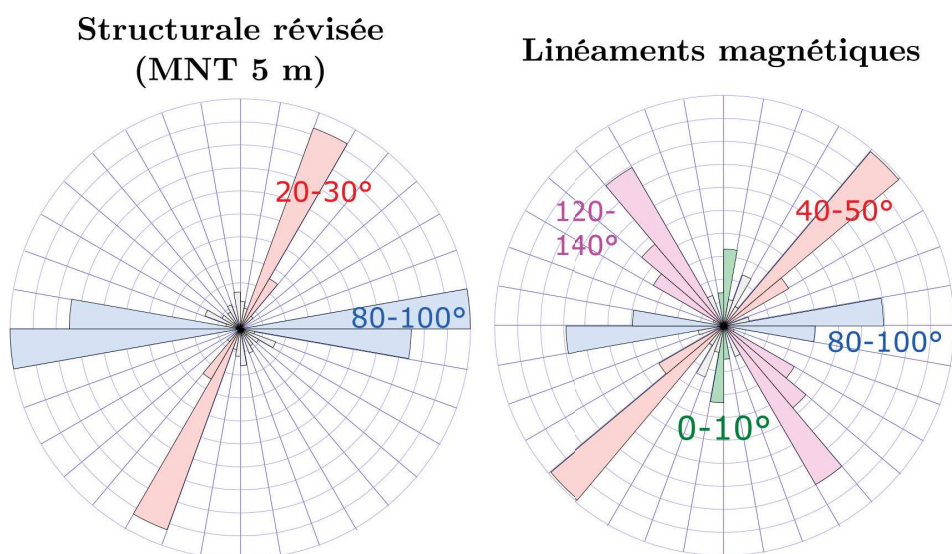 Structurale révisée
(MNT 5 m)
20-30°
80-100°
Linéaments magnétiques
120-
140°
40-50°
80-100°
0-10°